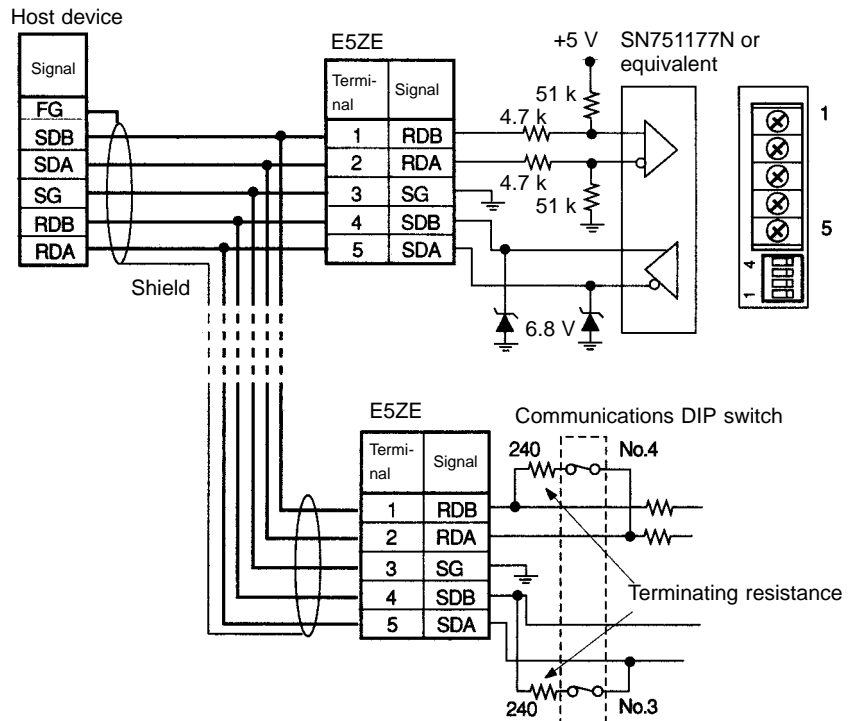 Host device
Signal
FG
SDB
SDA
SG
RDB
RDA
Shield
E5ZE
Termi-
nal
Signal
1 RDB
2 RDA
3 SG
4 SDB
5 SDA
+5 V
51 k
4.7 k
4.7 k
51 k
6.8 V
SN751177N or
equivalent
1
5
4
1
E5ZE
Termi-
nal
Signal
1 RDB
2 RDA
3 SG
4 SDB
5 SDA
Communications DIP switch
240
No.4
Terminating resistance
240
No.3